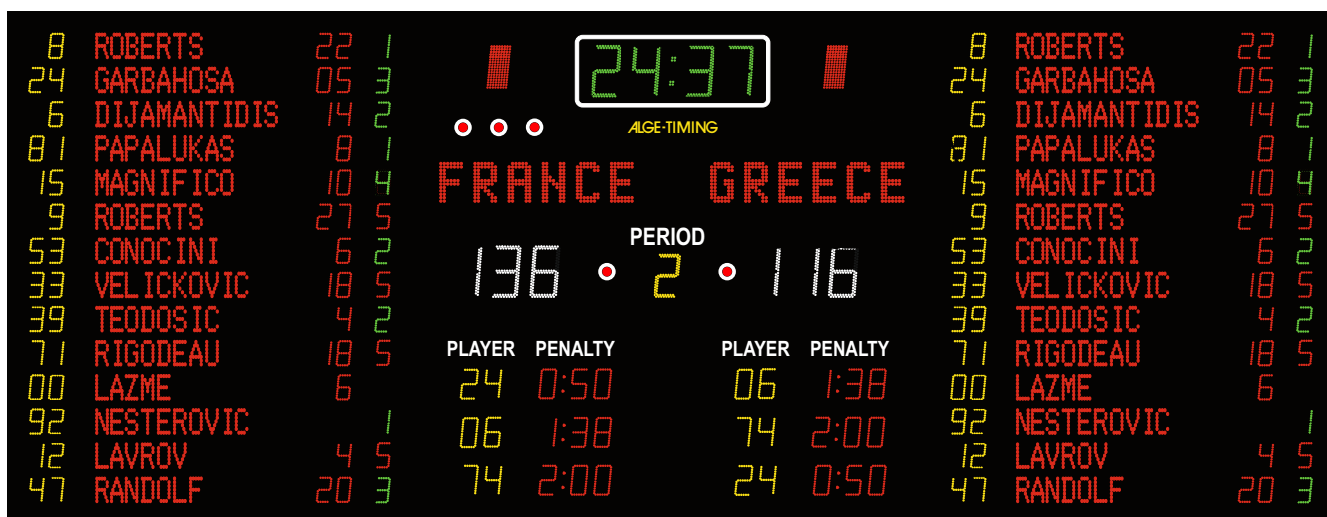 8 ROBERTS 22 1
24 GARBAHOSA 05 3
6 DIJAMANTIDIS 14 2
81 PAPALUKAS 8 1
15 MAGNIFICO 10 4
9 ROBERTS 27 5
53 CONOCINI 6 2
33 VELICKOVIC 18 5
39 TEODOSIC 4 2
71 RIGODEAU 18 5
00 LAZME 6
92 NESTEROVIC 1
12 LAVROV 4 5
47 RANDOLF 20 3
24:37
ALGE-TIMING
FRANCE GREECE
PERIOD
136 2 116
PLAYER PENALTY PLAYER PENALTY
24 0:50 06 1:38
06 1:38 74 2:00
74 2:00 24 0:50
8 ROBERTS 22 1
24 GARBAHOSA 05 3
6 DIJAMANTIDIS 14 2
81 PAPALUKAS 8 1
15 MAGNIFICO 10 4
9 ROBERTS 27 5
53 CONOCINI 6 2
33 VELICKOVIC 18 5
39 TEODOSIC 4 2
71 RIGODEAU 18 5
00 LAZME 6
92 NESTEROVIC 1
12 LAVROV 4 5
47 RANDOLF 20 3